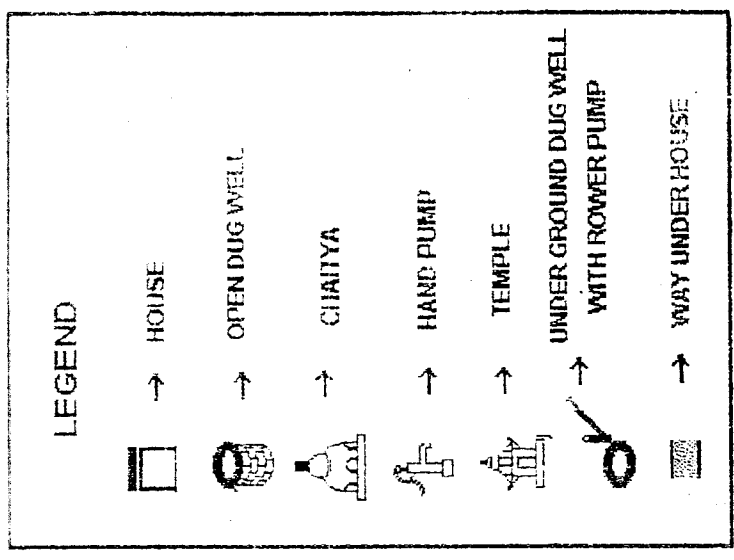 LEGEND
→ HOUSE
→ OPEN DUG WELL
→ CHAITYA
→ HAND PUMP
→ TEMPLE
→ UNDER GROUND DUG WELL
WITH ROWER PUMP
→ WAY UNDER HOUSE